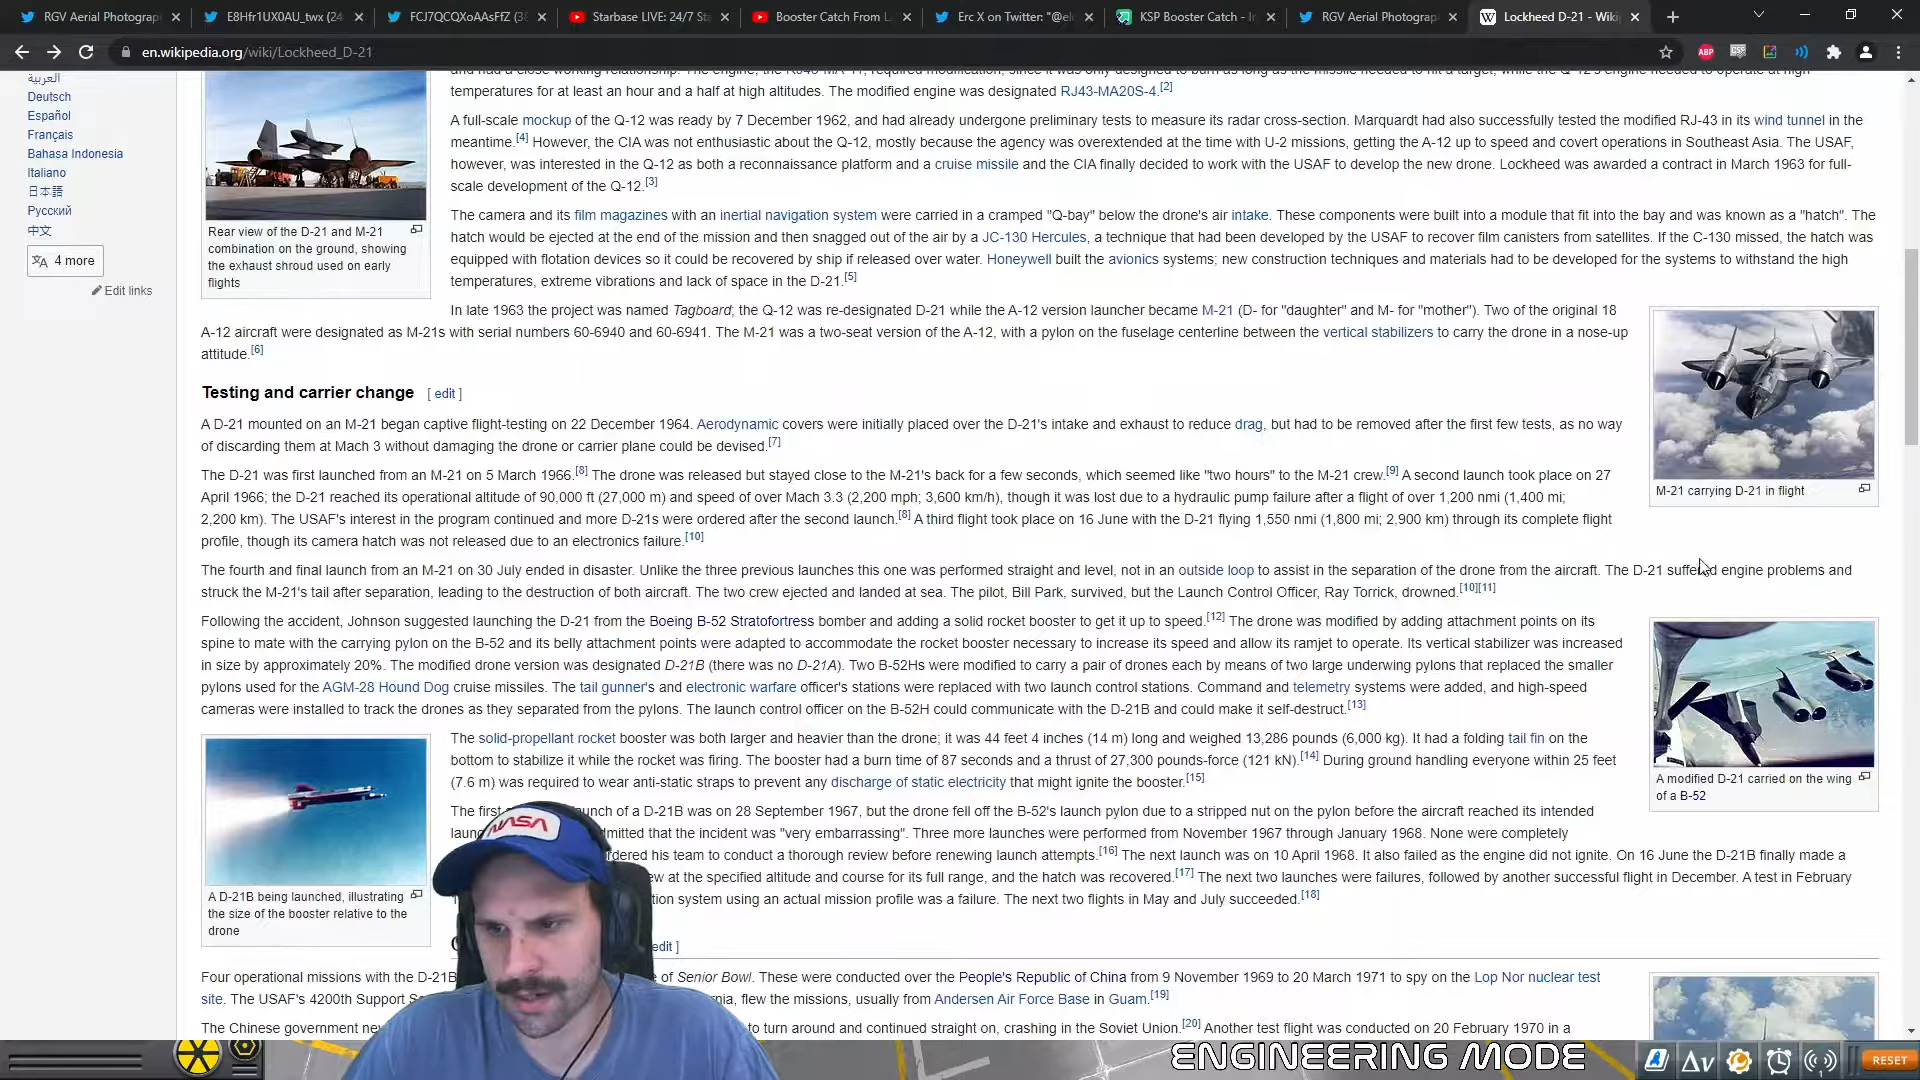 RGV Aerial Photograp
E8Hfr1UX0AU_twx (24
FCJ7QCQXoAAsFfZ (38
Starbase LIVE: 24/7 St
Booster Catch From L
Erc X on Twitter: "@el
KSP Booster Catch - In
RGV Aerial Photograp
Lockheed D-21 - Wiki
en.wikipedia.org/wiki/Lockheed_D-21
ABP
العربية
Deutsch
Español
Français
Bahasa Indonesia
Italiano
日本語
Русский
中文
4 more
Edit links
Rear view of the D-21 and M-21
combination on the ground, showing
the exhaust shroud used on early
flights
temperatures for at least an hour and a half at high altitudes. The modified engine was designated RJ43-MA20S-4.[2]
A full-scale mockup of the Q-12 was ready by 7 December 1962, and had already undergone preliminary tests to measure its radar cross-section. Marquardt had also successfully tested the modified RJ-43 in its wind tunnel in the
meantime.[4] However, the CIA was not enthusiastic about the Q-12, mostly because the agency was overextended at the time with U-2 missions, getting the A-12 up to speed and covert operations in Southeast Asia. The USAF,
however, was interested in the Q-12 as both a reconnaissance platform and a cruise missile and the CIA finally decided to work with the USAF to develop the new drone. Lockheed was awarded a contract in March 1963 for full-
scale development of the Q-12.[3]
The camera and its film magazines with an inertial navigation system were carried in a cramped "Q-bay" below the drone's air intake. These components were built into a module that fit into the bay and was known as a "hatch". The
hatch would be ejected at the end of the mission and then snagged out of the air by a JC-130 Hercules, a technique that had been developed by the USAF to recover film canisters from satellites. If the C-130 missed, the hatch was
equipped with flotation devices so it could be recovered by ship if released over water. Honeywell built the avionics systems; new construction techniques and materials had to be developed for the systems to withstand the high
temperatures, extreme vibrations and lack of space in the D-21.[5]
In late 1963 the project was named Tagboard; the Q-12 was re-designated D-21 while the A-12 version launcher became M-21 (D- for "daughter" and M- for "mother"). Two of the original 18
A-12 aircraft were designated as M-21s with serial numbers 60-6940 and 60-6941. The M-21 was a two-seat version of the A-12, with a pylon on the fuselage centerline between the vertical stabilizers to carry the drone in a nose-up
attitude.[6]
M-21 carrying D-21 in flight
Testing and carrier change [ edit ]
A D-21 mounted on an M-21 began captive flight-testing on 22 December 1964. Aerodynamic covers were initially placed over the D-21's intake and exhaust to reduce drag, but had to be removed after the first few tests, as no way
of discarding them at Mach 3 without damaging the drone or carrier plane could be devised.[7]
The D-21 was first launched from an M-21 on 5 March 1966.[8] The drone was released but stayed close to the M-21's back for a few seconds, which seemed like "two hours" to the M-21 crew.[9] A second launch took place on 27
April 1966; the D-21 reached its operational altitude of 90,000 ft (27,000 m) and speed of over Mach 3.3 (2,200 mph; 3,600 km/h), though it was lost due to a hydraulic pump failure after a flight of over 1,200 nmi (1,400 mi;
2,200 km). The USAF's interest in the program continued and more D-21s were ordered after the second launch.[8] A third flight took place on 16 June with the D-21 flying 1,550 nmi (1,800 mi; 2,900 km) through its complete flight
profile, though its camera hatch was not released due to an electronics failure.[10]
The fourth and final launch from an M-21 on 30 July ended in disaster. Unlike the three previous launches this one was performed straight and level, not in an outside loop to assist in the separation of the drone from the aircraft. The D-21 suffered engine problems and
struck the M-21's tail after separation, leading to the destruction of both aircraft. The two crew ejected and landed at sea. The pilot, Bill Park, survived, but the Launch Control Officer, Ray Torrick, drowned.[10][11]
Following the accident, Johnson suggested launching the D-21 from the Boeing B-52 Stratofortress bomber and adding a solid rocket booster to get it up to speed.[12] The drone was modified by adding attachment points on its
spine to mate with the carrying pylon on the B-52 and its belly attachment points were adapted to accommodate the rocket booster necessary to increase its speed and allow its ramjet to operate. Its vertical stabilizer was increased
in size by approximately 20%. The modified drone version was designated D-21B (there was no D-21A). Two B-52Hs were modified to carry a pair of drones each by means of two large underwing pylons that replaced the smaller
pylons used for the AGM-28 Hound Dog cruise missiles. The tail gunner's and electronic warfare officer's stations were replaced with two launch control stations. Command and telemetry systems were added, and high-speed
cameras were installed to track the drones as they separated from the pylons. The launch control officer on the B-52H could communicate with the D-21B and could make it self-destruct.[13]
A modified D-21 carried on the wing
of a B-52
The solid-propellant rocket booster was both larger and heavier than the drone; it was 44 feet 4 inches (14 m) long and weighed 13,286 pounds (6,000 kg). It had a folding tail fin on the
bottom to stabilize it while the rocket was firing. The booster had a burn time of 87 seconds and a thrust of 27,300 pounds-force (121 kN).[14] During ground handling everyone within 25 feet
(7.6 m) was required to wear anti-static straps to prevent any discharge of static electricity that might ignite the booster.[15]
A D-21B being launched, illustrating
the size of the booster relative to the
drone
The first unch of a D-21B was on 28 September 1967, but the drone fell off the B-52's launch pylon due to a stripped nut on the pylon before the aircraft reached its intended
laun mitted that the incident was "very embarrassing". Three more launches were performed from November 1967 through January 1968. None were completely
rdered his team to conduct a thorough review before renewing launch attempts.[16] The next launch was on 10 April 1968. It also failed as the engine did not ignite. On 16 June the D-21B finally made a
ew at the specified altitude and course for its full range, and the hatch was recovered.[17] The next two launches were failures, followed by another successful flight in December. A test in February
tion system using an actual mission profile was a failure. The next two flights in May and July succeeded.[18]
edit ]
Four operational missions with the D-21B e of Senior Bowl. These were conducted over the People's Republic of China from 9 November 1969 to 20 March 1971 to spy on the Lop Nor nuclear test
site. The USAF's 4200th Support S nia, flew the missions, usually from Andersen Air Force Base in Guam.[19]
The Chinese government nev to turn around and continued straight on, crashing in the Soviet Union.[20] Another test flight was conducted on 20 February 1970 in a
NASA
ENGINEERING MODE
Δv
RESET